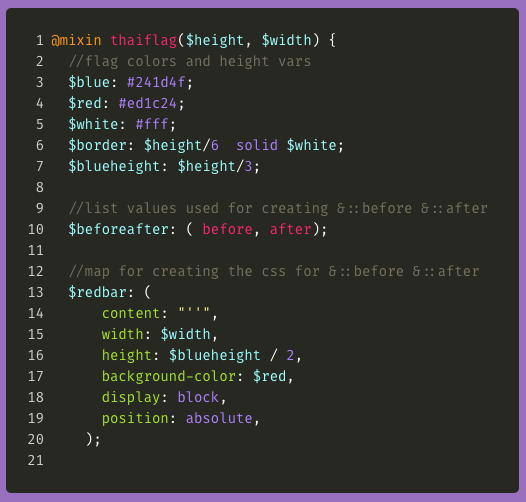 1 @mixin thaiflag($height, $width) {
2   //flag colors and height vars
3   $blue: #241d4f;
4   $red: #ed1c24;
5   $white: #fff;
6   $border: $height/6  solid $white;
7   $blueheight: $height/3;
8
9   //list values used for creating &::before &::after
10   $beforeafter: ( before, after);
11
12   //map for creating the css for &::before &::after
13   $redbar: (
14       content: "''",
15       width: $width,
16       height: $blueheight / 2,
17       background-color: $red,
18       display: block,
19       position: absolute,
20     );
21